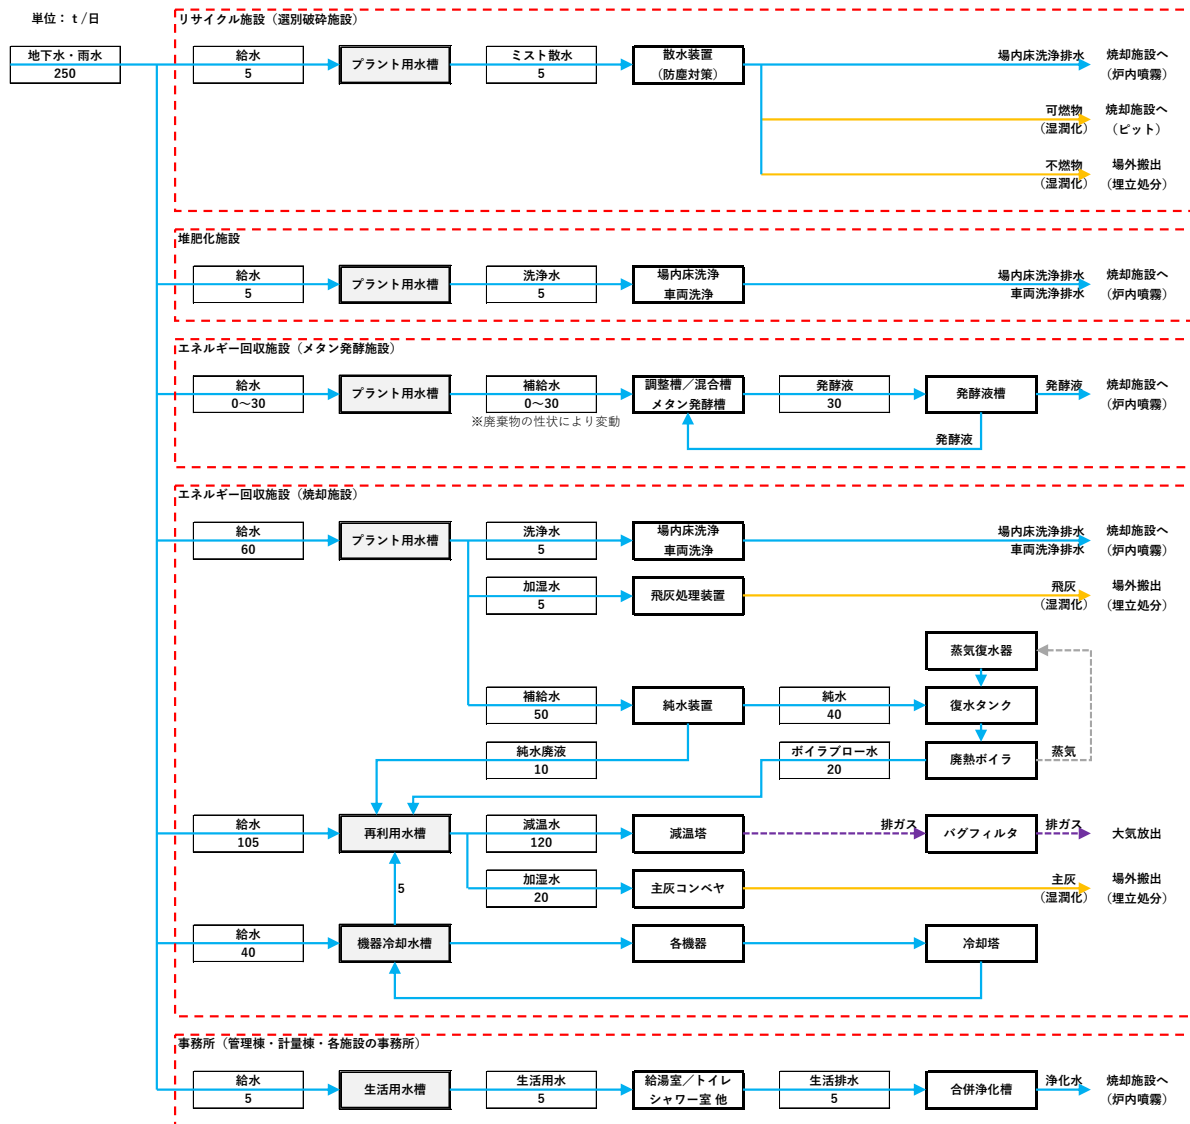 単位：ｔ/日
地下水・雨水
250
リサイクル施設（選別破砕施設）
給水
5
プラント用水槽
ミスト散水
5
散水装置
（防塵対策）
場内床洗浄排水
焼却施設へ
（炉内噴霧）
可燃物
（湿潤化）
焼却施設へ
（ピット）
不燃物
（湿潤化）
場外搬出
（埋立処分）
堆肥化施設
給水
5
プラント用水槽
洗浄水
5
場内床洗浄
車両洗浄
場内床洗浄排水
車両洗浄排水
焼却施設へ
（炉内噴霧）
エネルギー回収施設（メタン発酵施設）
給水
0～30
プラント用水槽
補給水
0～30
※廃棄物の性状により変動
調整槽／混合槽
メタン発酵槽
発酵液
30
発酵液槽
発酵液
焼却施設へ
（炉内噴霧）
発酵液
エネルギー回収施設（焼却施設）
給水
60
プラント用水槽
洗浄水
5
場内床洗浄
車両洗浄
場内床洗浄排水
車両洗浄排水
焼却施設へ
（炉内噴霧）
加湿水
5
飛灰処理装置
飛灰
（湿潤化）
場外搬出
（埋立処分）
蒸気復水器
補給水
50
純水装置
純水
40
復水タンク
純水廃液
10
ボイラブロー水
20
廃熱ボイラ
蒸気
給水
105
再利用水槽
減温水
120
減温塔
排ガス
バグフィルタ
排ガス
大気放出
5
加湿水
20
主灰コンベヤ
主灰
（湿潤化）
場外搬出
（埋立処分）
給水
40
機器冷却水槽
各機器
冷却塔
事務所（管理棟・計量棟・各施設の事務所）
給水
5
生活用水槽
生活用水
5
給湯室／トイレ
シャワー室 他
生活排水
5
合併浄化槽
浄化水
焼却施設へ
（炉内噴霧）